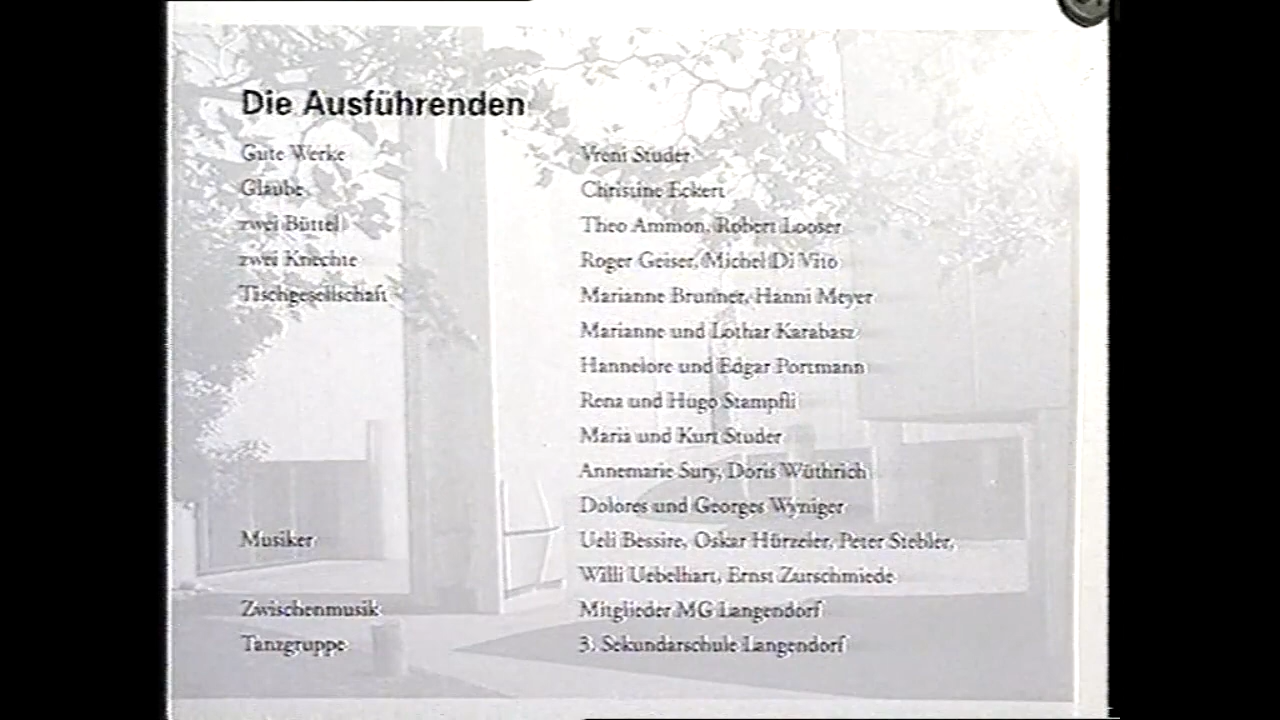 Die Ausführenden
Gute Werke Vreni Studer
Glaube Christine Eckert
zwei Büttel Theo Ammon, Robert Looser
zwei Knechte Roger Geiser, Michel Di Vito
Tischgesellschaft Marianne Brunner, Hanni Meyer
Marianne und Lothar Karabasz
Hannelore und Edgar Portmann
Rena und Hugo Stampfli
Maria und Kurt Studer
Annemarie Sury, Doris Wüthrich
Dolores und Georges Wyniger
Musiker Ueli Bessire, Oskar Hürzeler, Peter Stebler,
Willi Uebelhart, Ernst Zurschmiede
Zwischenmusik Mitglieder MG Langendorf
Tanzgruppe 3. Sekundarschule Langendorf